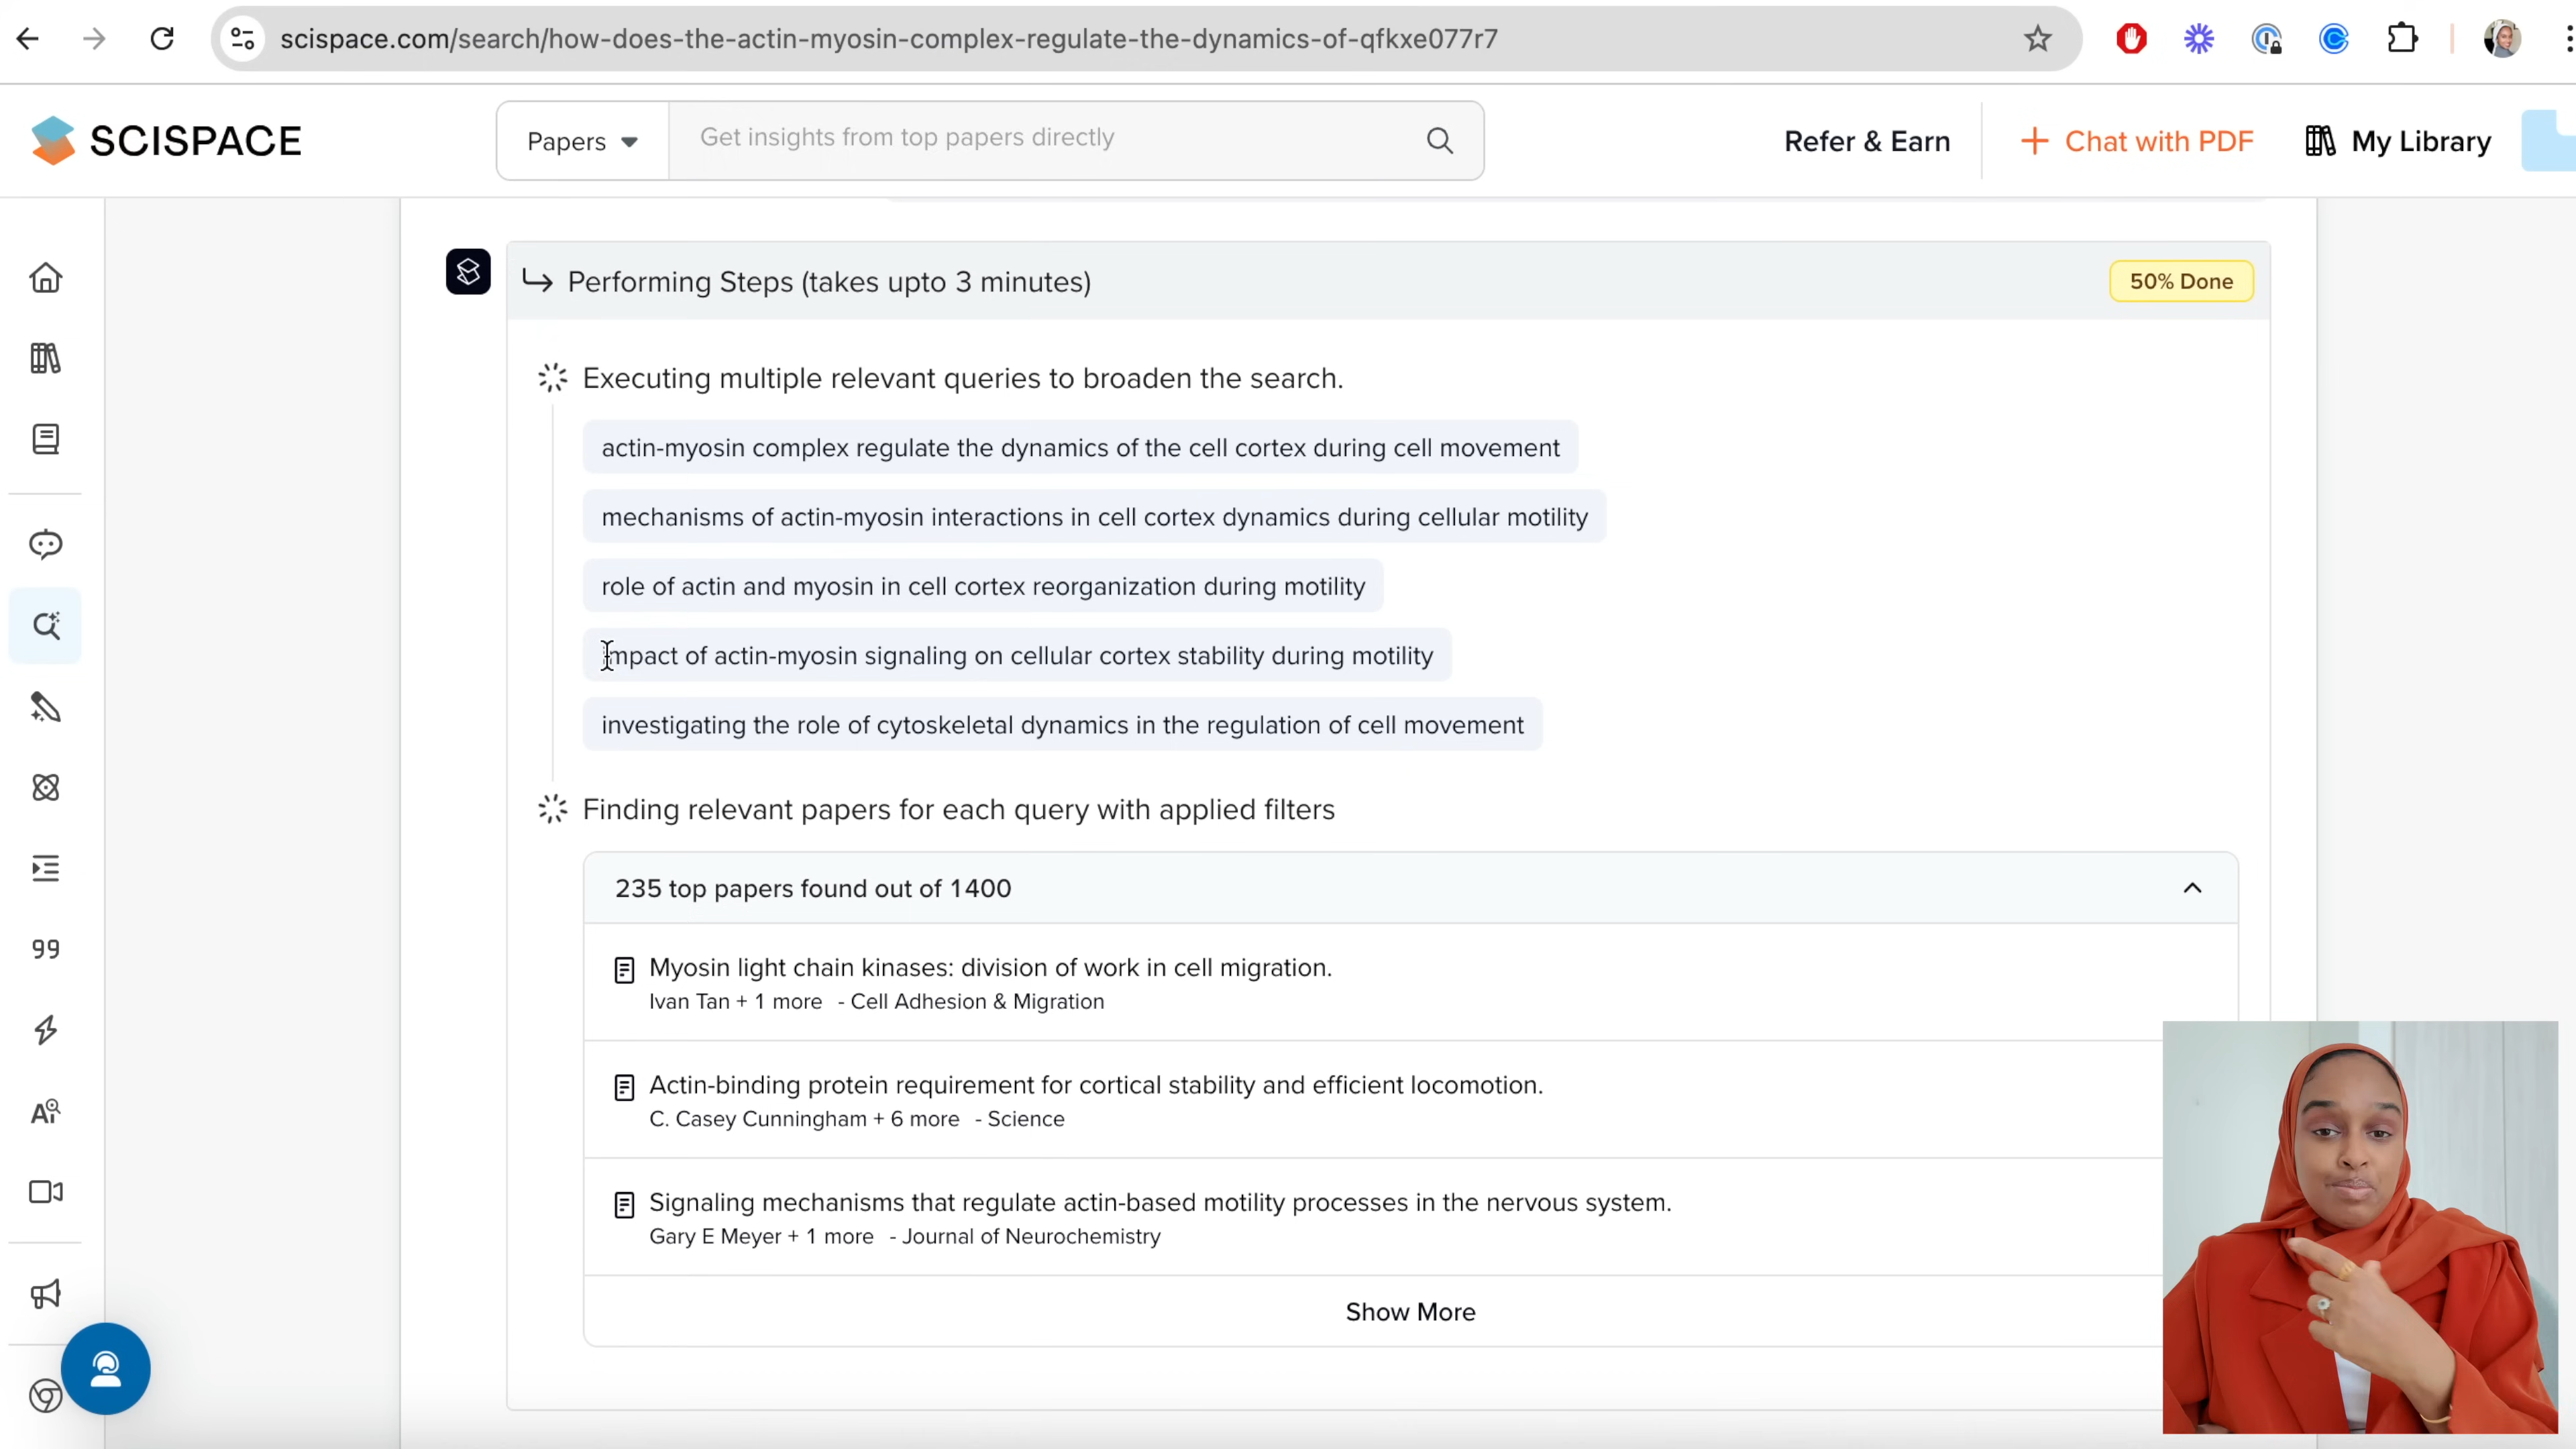 scispace.com/search/how-does-the-actin-myosin-complex-regulate-the-dynamics-of-qfkxe077r7
SCISPACE
Papers
Get insights from top papers directly
Refer & Earn
+ Chat with PDF
My Library
Performing Steps (takes upto 3 minutes)
50% Done
Executing multiple relevant queries to broaden the search.
actin-myosin complex regulate the dynamics of the cell cortex during cell movement
mechanisms of actin-myosin interactions in cell cortex dynamics during cellular motility
role of actin and myosin in cell cortex reorganization during motility
impact of actin-myosin signaling on cellular cortex stability during motility
investigating the role of cytoskeletal dynamics in the regulation of cell movement
Finding relevant papers for each query with applied filters
235 top papers found out of 1400
Myosin light chain kinases: division of work in cell migration.
Ivan Tan + 1 more - Cell Adhesion & Migration
Actin-binding protein requirement for cortical stability and efficient locomotion.
C. Casey Cunningham + 6 more - Science
Signaling mechanisms that regulate actin-based motility processes in the nervous system.
Gary E Meyer + 1 more - Journal of Neurochemistry
Show More